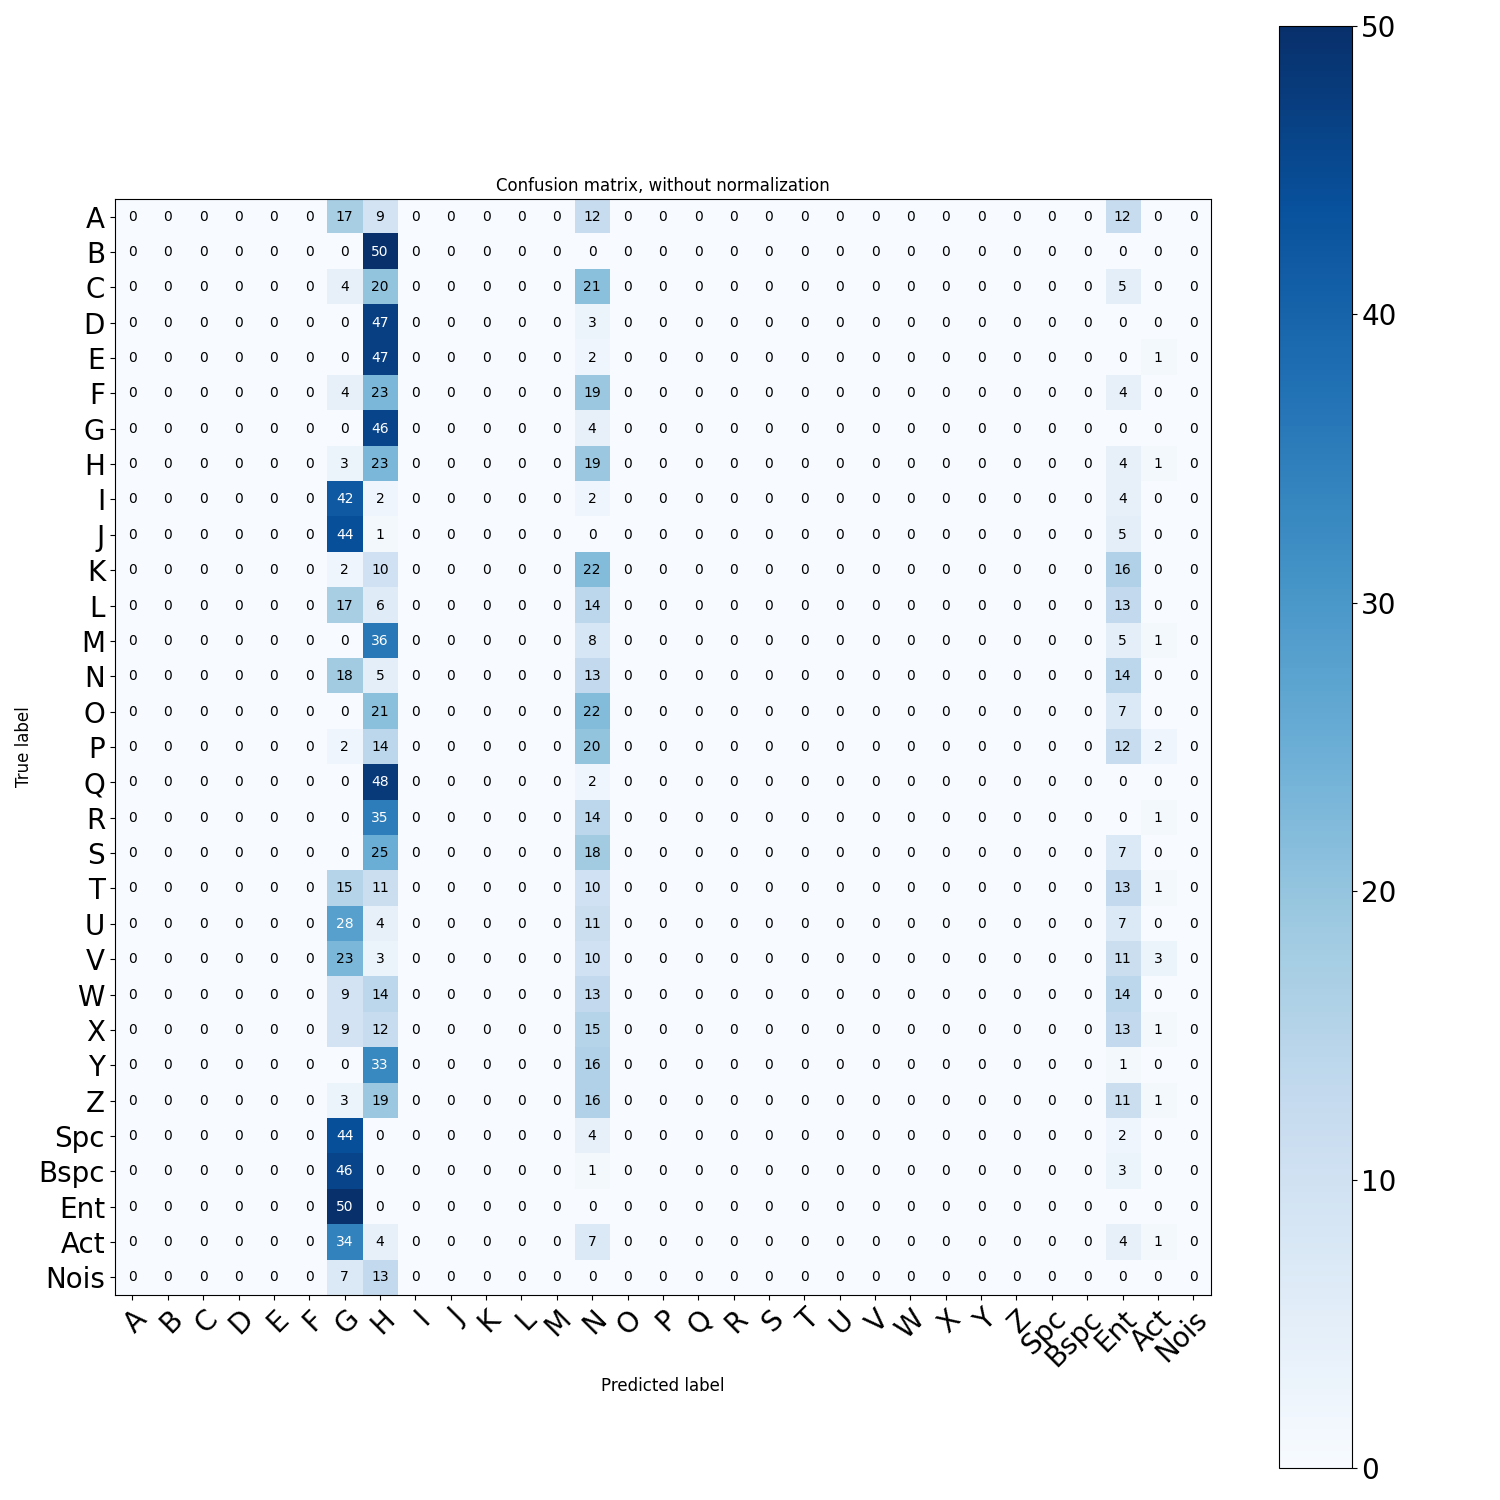 50
40
30
20
10
0
Confusion matrix, without normalization
A 0 0 0 0 0 0 17 9 0 0 0 0 0 12 0 0 0 0 0 0 0 0 0 0 0 0 0 0 12 0 0
B 0 0 0 0 0 0 0 50 0 0 0 0 0 0 0 0 0 0 0 0 0 0 0 0 0 0 0 0 0 0 0
C 0 0 0 0 0 0 4 20 0 0 0 0 0 21 0 0 0 0 0 0 0 0 0 0 0 0 0 0 5 0 0
D 0 0 0 0 0 0 0 47 0 0 0 0 0 3 0 0 0 0 0 0 0 0 0 0 0 0 0 0 0 0 0
E 0 0 0 0 0 0 0 47 0 0 0 0 0 2 0 0 0 0 0 0 0 0 0 0 0 0 0 0 0 1 0
F 0 0 0 0 0 0 4 23 0 0 0 0 0 19 0 0 0 0 0 0 0 0 0 0 0 0 0 0 4 0 0
G 0 0 0 0 0 0 0 46 0 0 0 0 0 4 0 0 0 0 0 0 0 0 0 0 0 0 0 0 0 0 0
H 0 0 0 0 0 0 3 23 0 0 0 0 0 19 0 0 0 0 0 0 0 0 0 0 0 0 0 0 4 1 0
I 0 0 0 0 0 0 42 2 0 0 0 0 0 2 0 0 0 0 0 0 0 0 0 0 0 0 0 0 4 0 0
J 0 0 0 0 0 0 44 1 0 0 0 0 0 0 0 0 0 0 0 0 0 0 0 0 0 0 0 0 5 0 0
K 0 0 0 0 0 0 2 10 0 0 0 0 0 22 0 0 0 0 0 0 0 0 0 0 0 0 0 0 16 0 0
L 0 0 0 0 0 0 17 6 0 0 0 0 0 14 0 0 0 0 0 0 0 0 0 0 0 0 0 0 13 0 0
M 0 0 0 0 0 0 0 36 0 0 0 0 0 8 0 0 0 0 0 0 0 0 0 0 0 0 0 0 5 1 0
N 0 0 0 0 0 0 18 5 0 0 0 0 0 13 0 0 0 0 0 0 0 0 0 0 0 0 0 0 14 0 0
O 0 0 0 0 0 0 0 21 0 0 0 0 0 22 0 0 0 0 0 0 0 0 0 0 0 0 0 0 7 0 0
P 0 0 0 0 0 0 2 14 0 0 0 0 0 20 0 0 0 0 0 0 0 0 0 0 0 0 0 0 12 2 0
Q 0 0 0 0 0 0 0 48 0 0 0 0 0 2 0 0 0 0 0 0 0 0 0 0 0 0 0 0 0 0 0
R 0 0 0 0 0 0 0 35 0 0 0 0 0 14 0 0 0 0 0 0 0 0 0 0 0 0 0 0 0 1 0
S 0 0 0 0 0 0 0 25 0 0 0 0 0 18 0 0 0 0 0 0 0 0 0 0 0 0 0 0 7 0 0
T 0 0 0 0 0 0 15 11 0 0 0 0 0 10 0 0 0 0 0 0 0 0 0 0 0 0 0 0 13 1 0
U 0 0 0 0 0 0 28 4 0 0 0 0 0 11 0 0 0 0 0 0 0 0 0 0 0 0 0 0 7 0 0
V 0 0 0 0 0 0 23 3 0 0 0 0 0 10 0 0 0 0 0 0 0 0 0 0 0 0 0 0 11 3 0
W 0 0 0 0 0 0 9 14 0 0 0 0 0 13 0 0 0 0 0 0 0 0 0 0 0 0 0 0 14 0 0
X 0 0 0 0 0 0 9 12 0 0 0 0 0 15 0 0 0 0 0 0 0 0 0 0 0 0 0 0 13 1 0
Y 0 0 0 0 0 0 0 33 0 0 0 0 0 16 0 0 0 0 0 0 0 0 0 0 0 0 0 0 1 0 0
Z 0 0 0 0 0 0 3 19 0 0 0 0 0 16 0 0 0 0 0 0 0 0 0 0 0 0 0 0 11 1 0
Spc 0 0 0 0 0 0 44 0 0 0 0 0 0 4 0 0 0 0 0 0 0 0 0 0 0 0 0 0 2 0 0
Bspc 0 0 0 0 0 0 46 0 0 0 0 0 0 1 0 0 0 0 0 0 0 0 0 0 0 0 0 0 3 0 0
Ent 0 0 0 0 0 0 50 0 0 0 0 0 0 0 0 0 0 0 0 0 0 0 0 0 0 0 0 0 0 0 0
Act 0 0 0 0 0 0 34 4 0 0 0 0 0 7 0 0 0 0 0 0 0 0 0 0 0 0 0 0 4 1 0
Nois 0 0 0 0 0 0 7 13 0 0 0 0 0 0 0 0 0 0 0 0 0 0 0 0 0 0 0 0 0 0 0
A B C D E F G H I J K L M N O P Q R S T U V W X Y Z Spc Bspc Ent Act Nois
True label
Predicted label